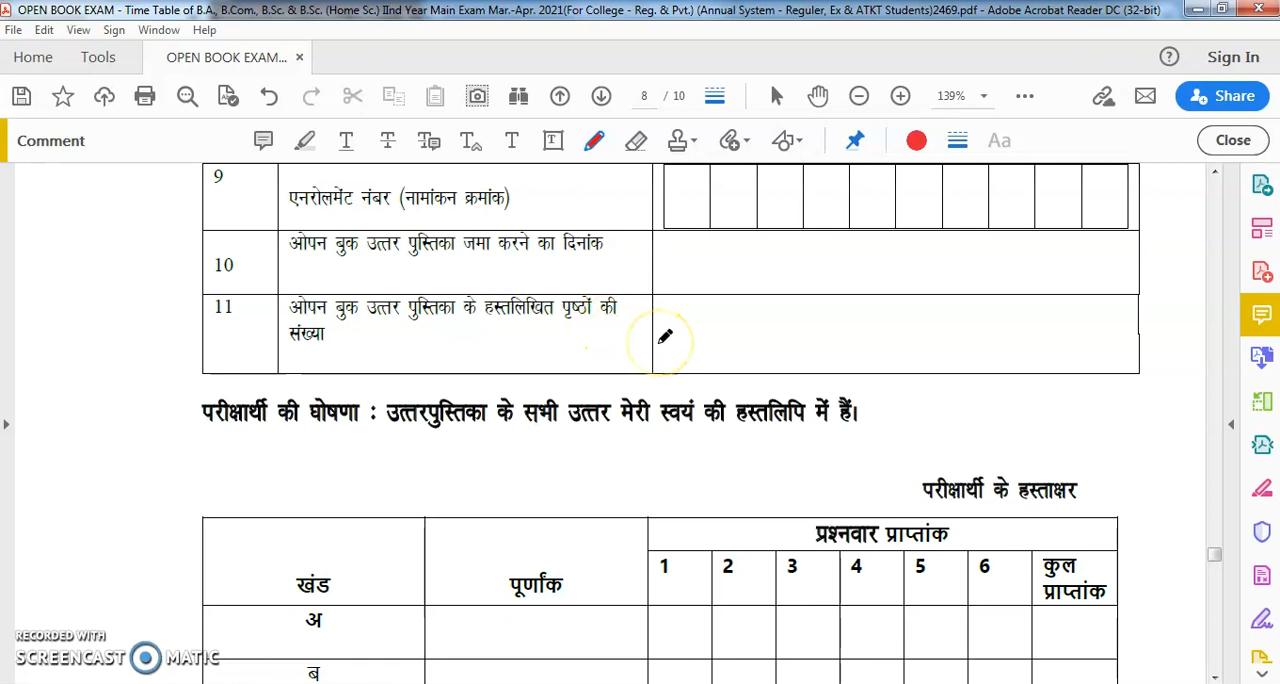 OPEN BOOK EXAM - Time Table of B.A., B.Com., B.Sc. & B.Sc. (Home Sc.) IInd Year Main Exam Mar.-Apr. 2021(For College - Reg. & Pvt.) (Annual System - Reguler, Ex & ATKT Students)2469.pdf - Adobe Acrobat Reader DC (32-bit)
File Edit View Sign Window Help
Home Tools OPEN BOOK EXAM... × Sign In
8 / 10 139% Share
Comment Aa Close
9
एनरोलमेंट नंबर (नामांकन क्रमांक)
10 ओपन बुक उत्तर पुस्तिका जमा करने का दिनांक
11 ओपन बुक उत्तर पुस्तिका के हस्तलिखित पृष्ठों की
संख्या
परीक्षार्थी की घोषणा : उत्तरपुस्तिका के सभी उत्तर मेरी स्वयं की हस्तलिपि में हैं।
परीक्षार्थी के हस्ताक्षर
प्रश्नवार प्राप्तांक
खंड पूर्णांक 1 2 3 4 5 6 कुल
प्राप्तांक
अ
ब
RECORDED WITH
SCREENCAST MATIC